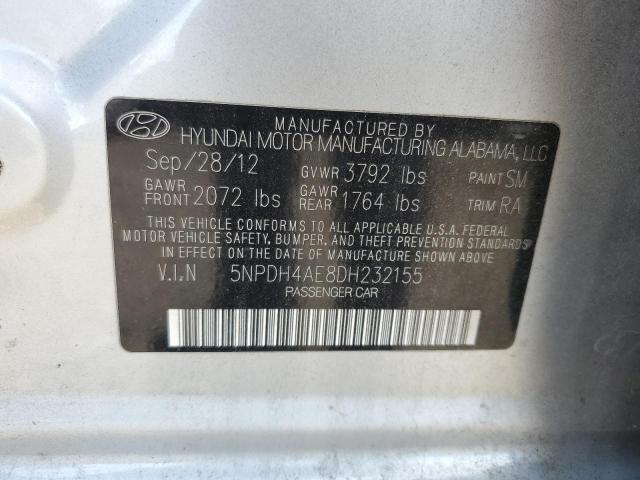 MANUFACTURED BY
HYUNDAI MOTOR MANUFACTURING ALABAMA, LLC
Sep/28/12 GVWR 3792 lbs PAINT SM
GAWR FRONT 2072 lbs GAWR REAR 1764 lbs TRIM RA
THIS VEHICLE CONFORMS TO ALL APPLICABLE U.S.A. FEDERAL
MOTOR VEHICLE SAFETY, BUMPER, AND THEFT PREVENTION STANDARDS
IN EFFECT ON THE DATE OF MANUFACTURE SHOWN ABOVE.
V.I.N 5NPDH4AE8DH232155
PASSENGER CAR